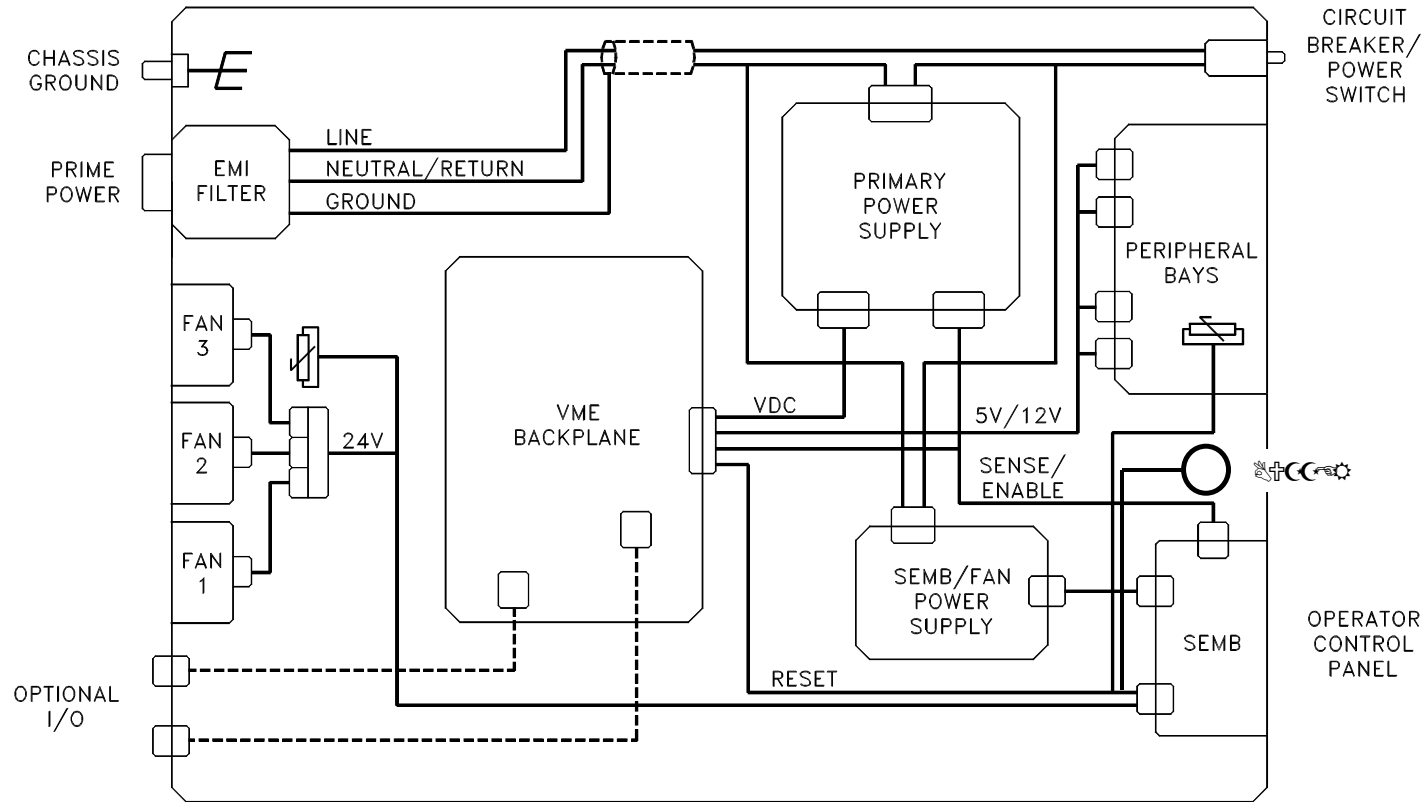 CIRCUIT
BREAKER/
POWER
SWITCH
CHASSIS
GROUND
LINE
NEUTRAL/RETURN
GROUND
EMI
FILTER
PRIME
POWER
PRIMARY
POWER
SUPPLY
PERIPHERAL
BAYS
FAN
3
VME
BACKPLANE
VDC
5V/12V
FAN
2
24V
SENSE/
ENABLE
FAN
1
SEMB/FAN
POWER
SUPPLY
SEMB
OPERATOR
CONTROL
PANEL
RESET
OPTIONAL
I/O